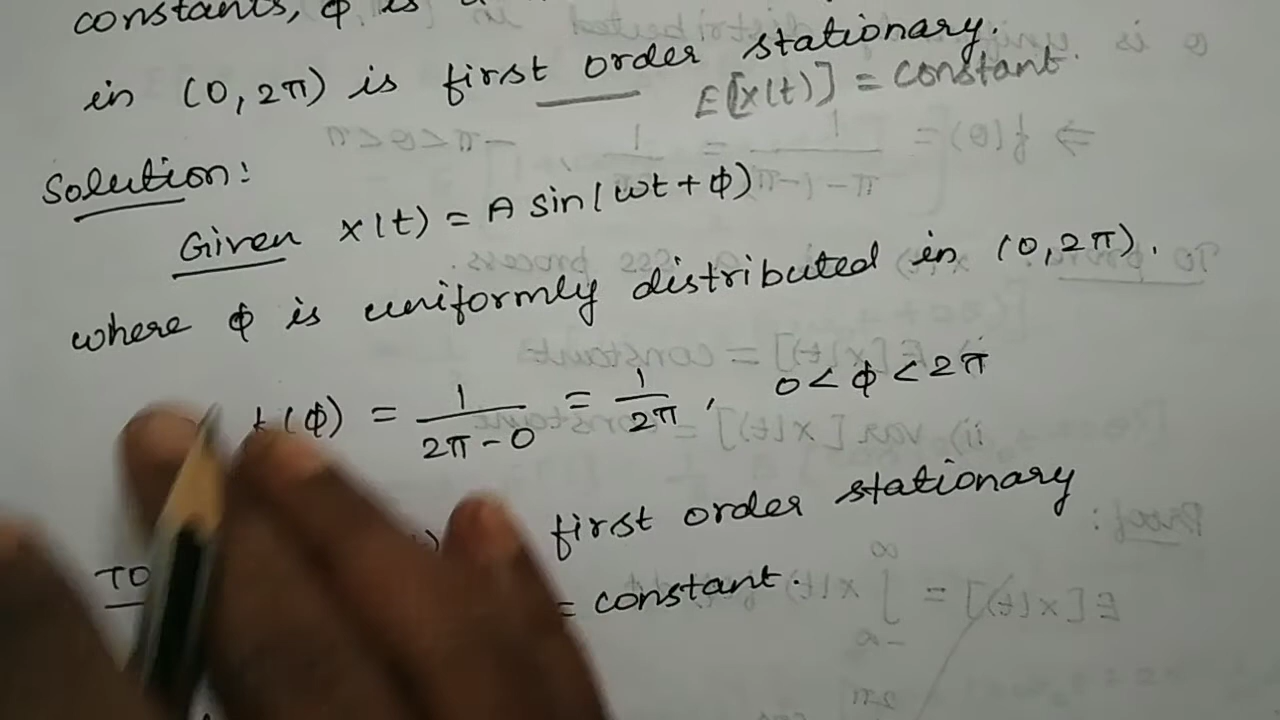 constants, ϕ is a
in (0, 2π) is first order stationary.
E[x(t)] = constant.
Solution:
Given x(t) = A sin(ωt + ϕ)
where ϕ is uniformly distributed in (0, 2π).
f(ϕ) = 1/(2π - 0) = 1/2π, 0 < ϕ < 2π
TO first order stationary
= constant.